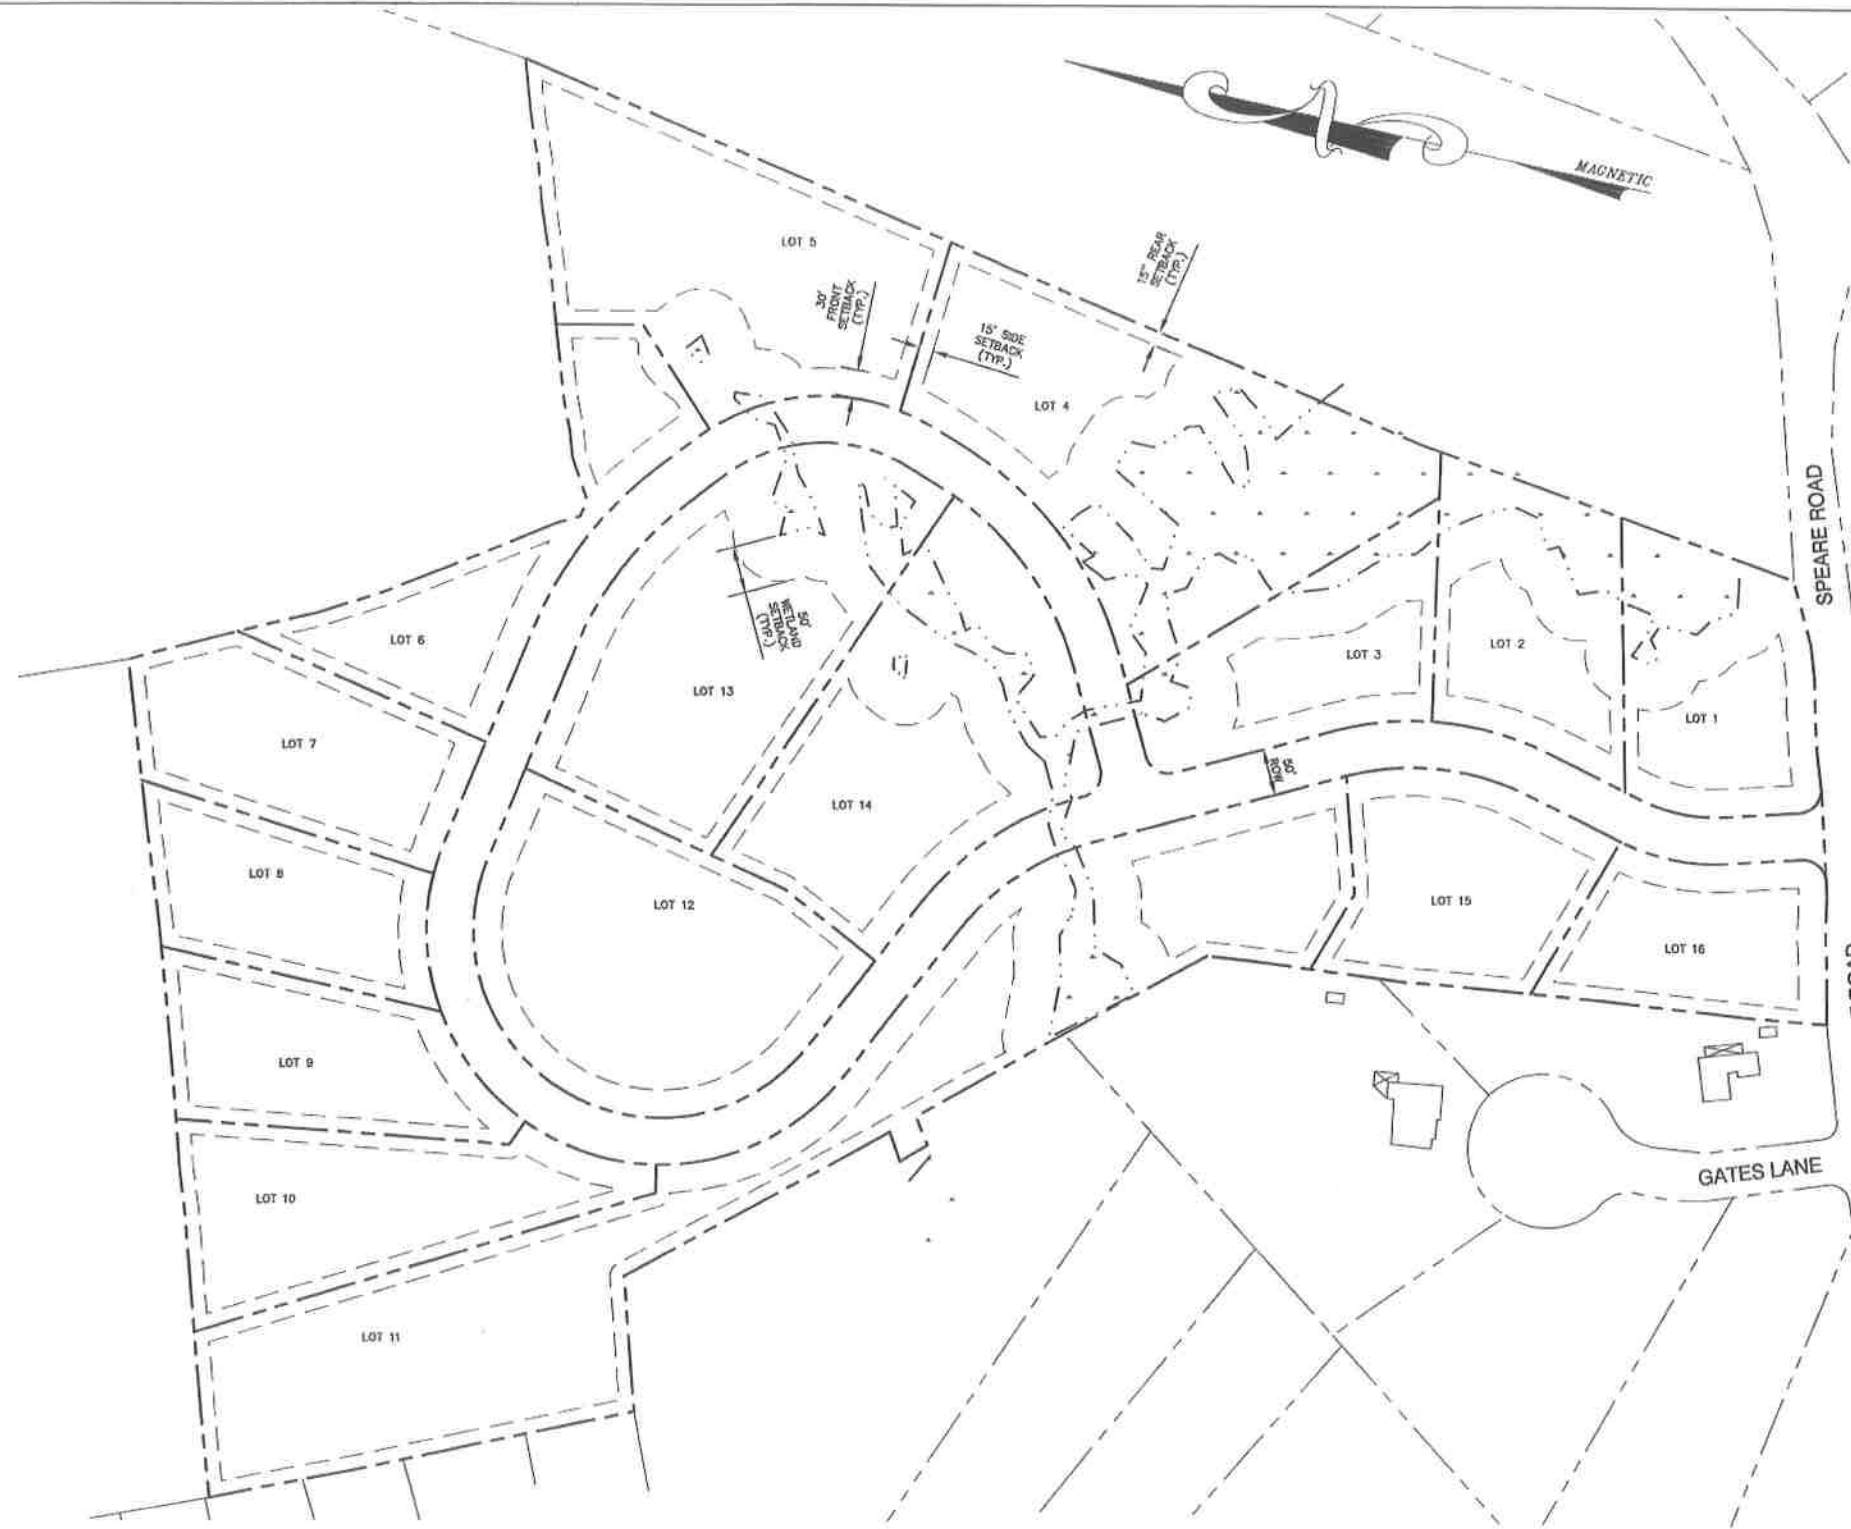 MAGNETIC
LOT 5
15" REAR
SETBACK
(TYP.)
30'
FRONT
SETBACK
(TYP.)
15' SIDE
SETBACK
(TYP.)
LOT 4
SPEARE ROAD
LOT 6
50'
WETLAND
SETBACK
(TYP.)
LOT 3
LOT 2
LOT 13
LOT 1
LOT 7
50'
ROW
LOT 14
LOT 8
LOT 12
LOT 15
LOT 16
LOT 9
GATES LANE
LOT 10
LOT 11